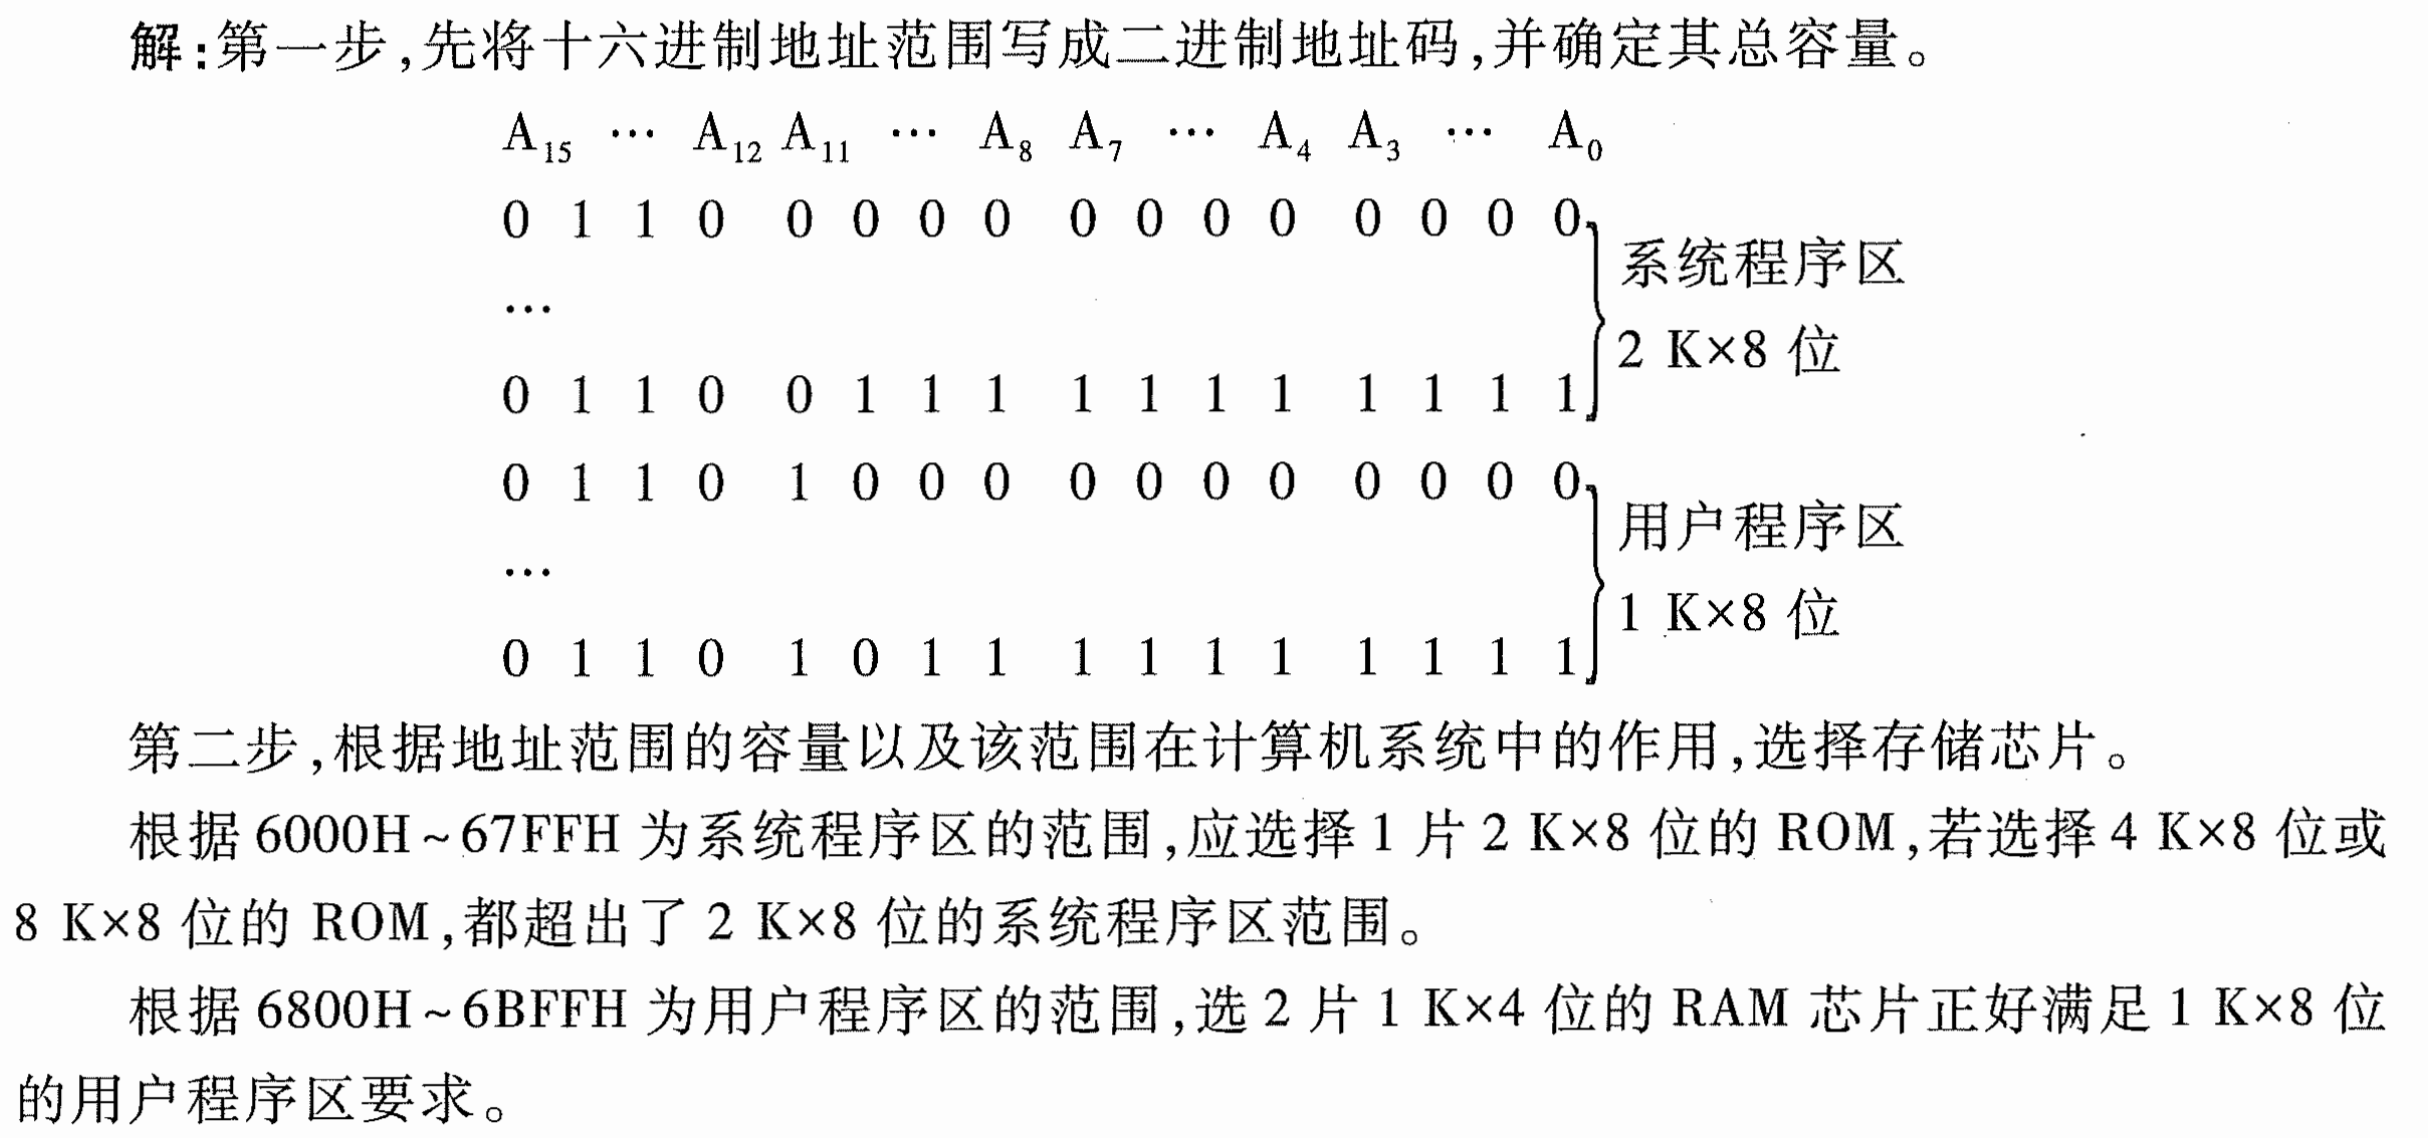 解:第一步,先将十六进制地址范围写成二进制地址码,并确定其总容量。
A15 … A12 A11 … A8 A7 … A4 A3 … A0
0 1 1 0 0 0 0 0 0 0 0 0 0 0 0 0
系统程序区
…
2 K×8 位
0 1 1 0 0 1 1 1 1 1 1 1 1 1 1 1
0 1 1 0 1 0 0 0 0 0 0 0 0 0 0 0
用户程序区
…
1 K×8 位
0 1 1 0 1 0 1 1 1 1 1 1 1 1 1 1
第二步,根据地址范围的容量以及该范围在计算机系统中的作用,选择存储芯片。
根据 6000H~67FFH 为系统程序区的范围,应选择 1 片 2 K×8 位的 ROM,若选择 4 K×8 位或
8 K×8 位的 ROM,都超出了 2 K×8 位的系统程序区范围。
根据 6800H~6BFFH 为用户程序区的范围,选 2 片 1 K×4 位的 RAM 芯片正好满足 1 K×8 位
的用户程序区要求。